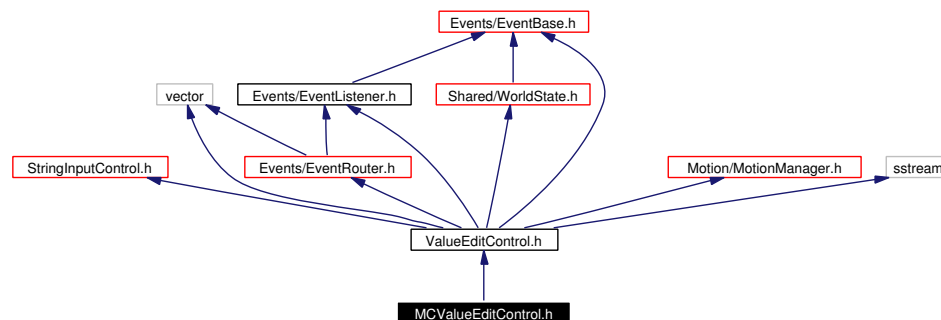 Events/EventBase.h
vector
Events/EventListener.h
Shared/WorldState.h
StringInputControl.h
Events/EventRouter.h
Motion/MotionManager.h
sstream
ValueEditControl.h
MCValueEditControl.h